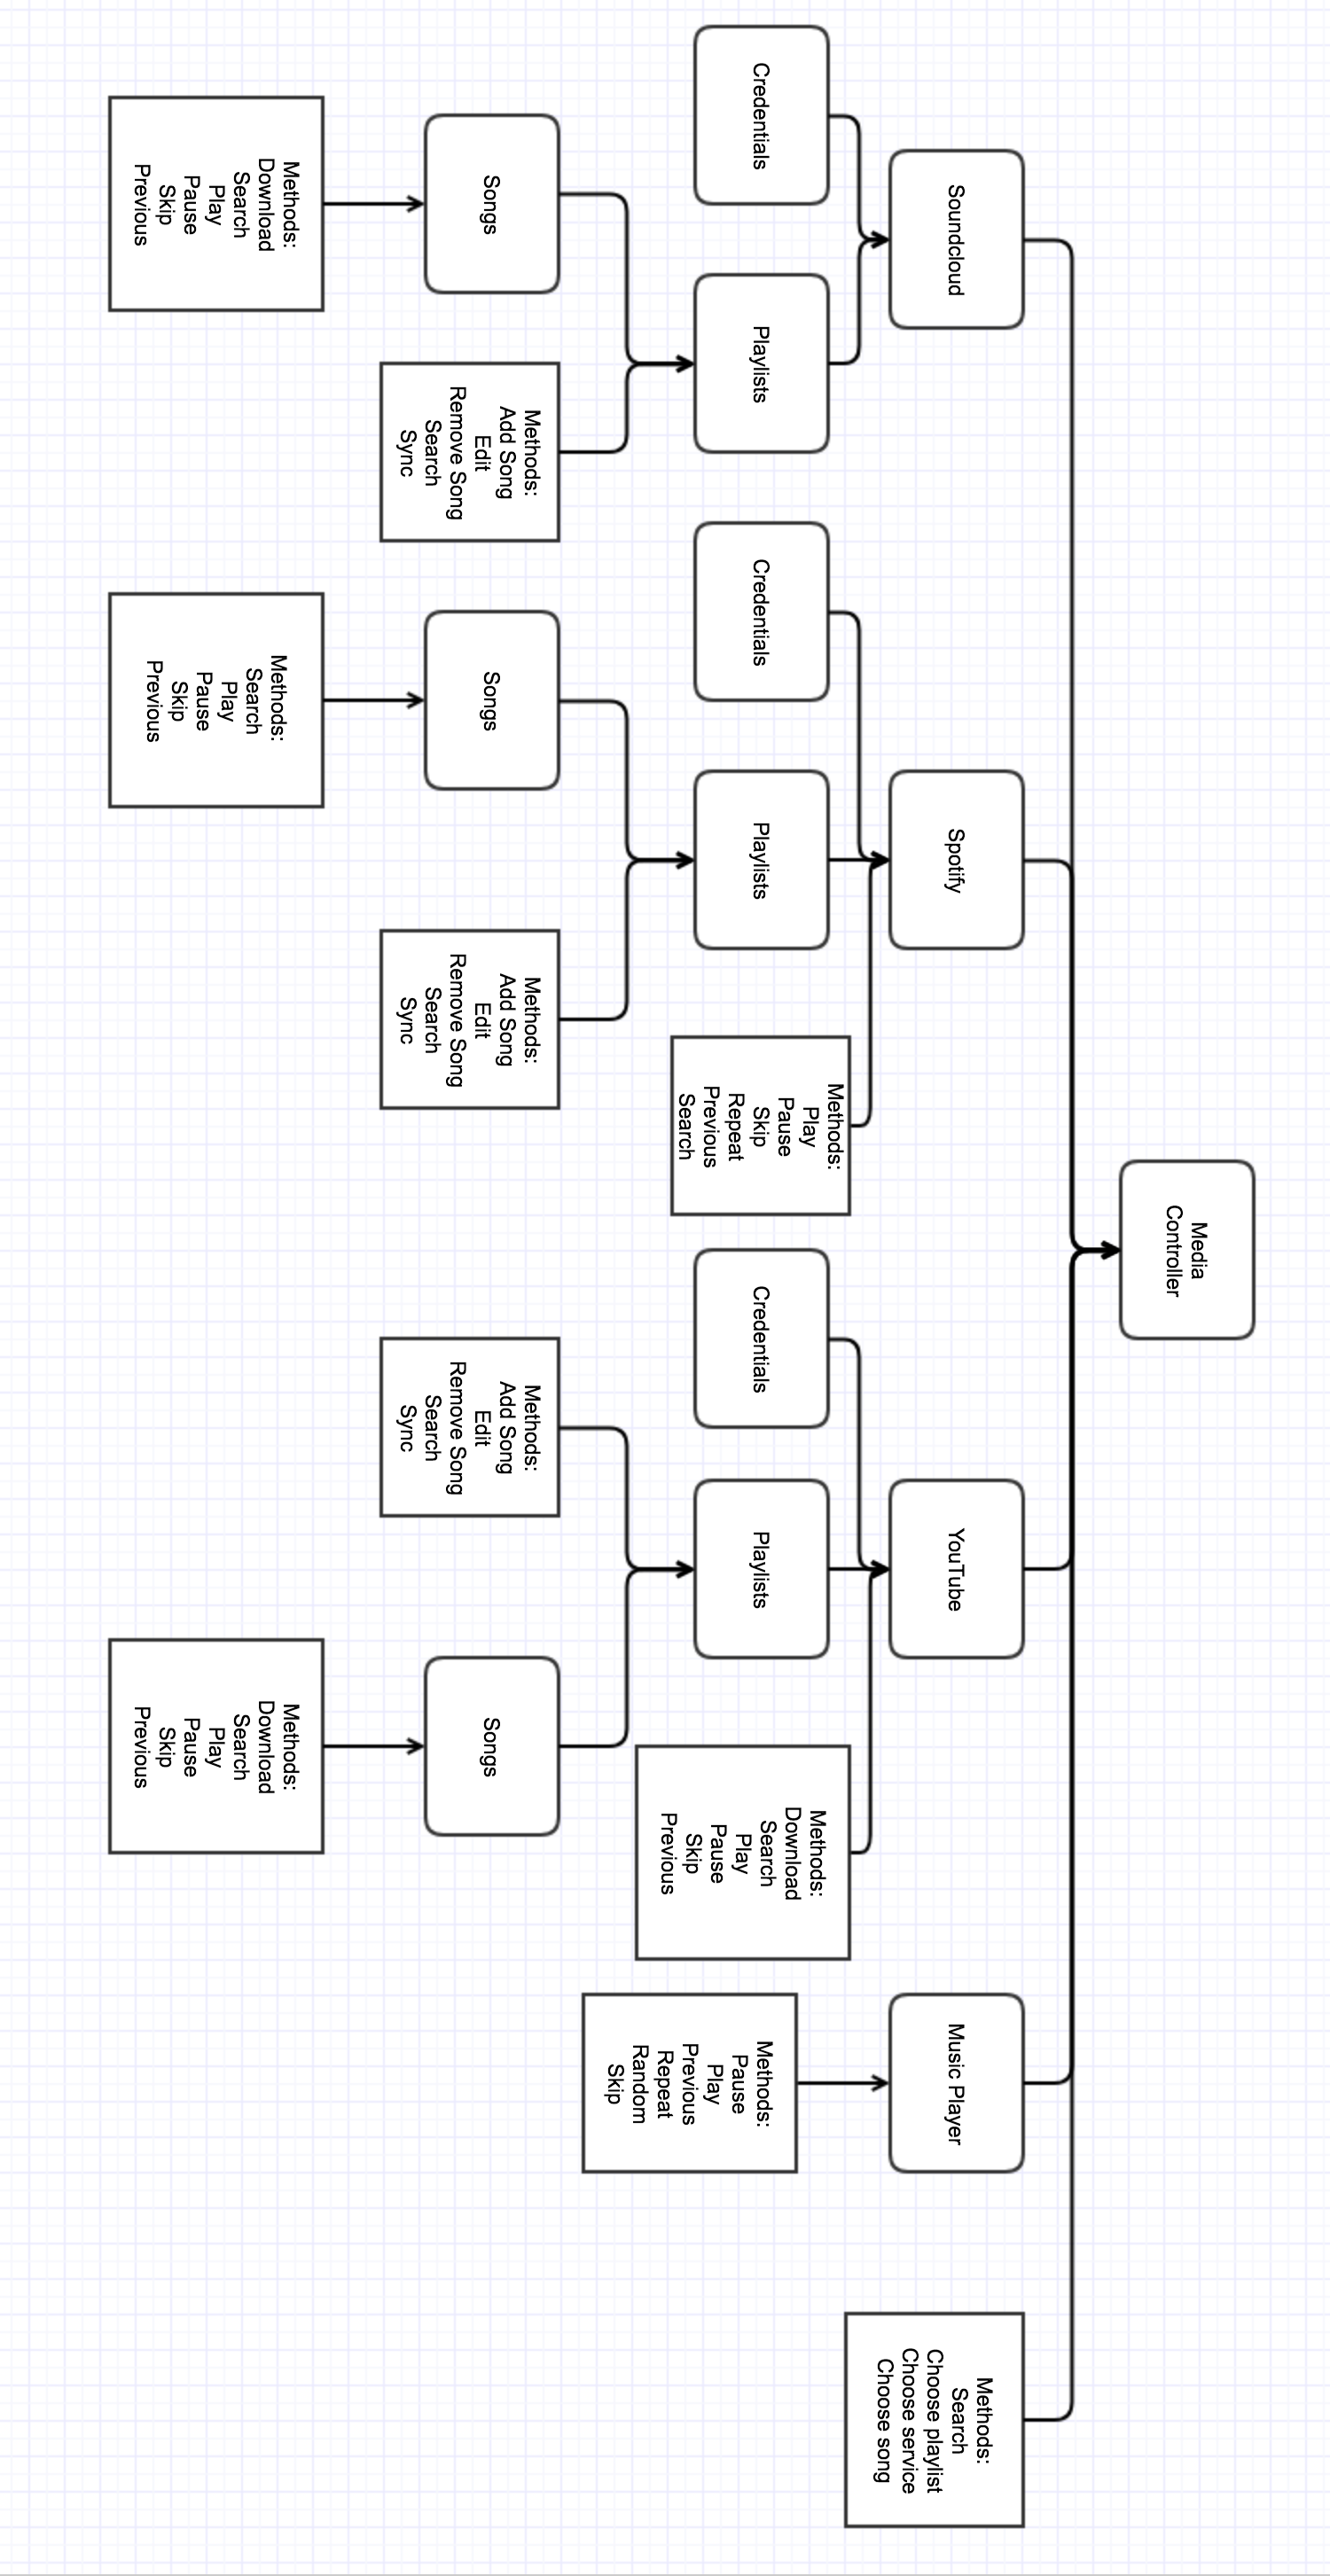 Media
Controller
Soundcloud
Spotify
YouTube
Music Player
Methods:
Search
Choose playlist
Choose service
Choose song
Credentials
Playlists
Credentials
Playlists
Methods:
Play
Pause
Skip
Repeat
Previous
Search
Credentials
Playlists
Methods:
Download
Search
Play
Pause
Skip
Previous
Methods:
Pause
Play
Previous
Repeat
Random
Skip
Songs
Methods:
Add Song
Edit
Remove Song
Search
Sync
Songs
Methods:
Add Song
Edit
Remove Song
Search
Sync
Methods:
Add Song
Edit
Remove Song
Search
Sync
Songs
Methods:
Download
Search
Play
Pause
Skip
Previous
Methods:
Search
Play
Pause
Skip
Previous
Methods:
Download
Search
Play
Pause
Skip
Previous